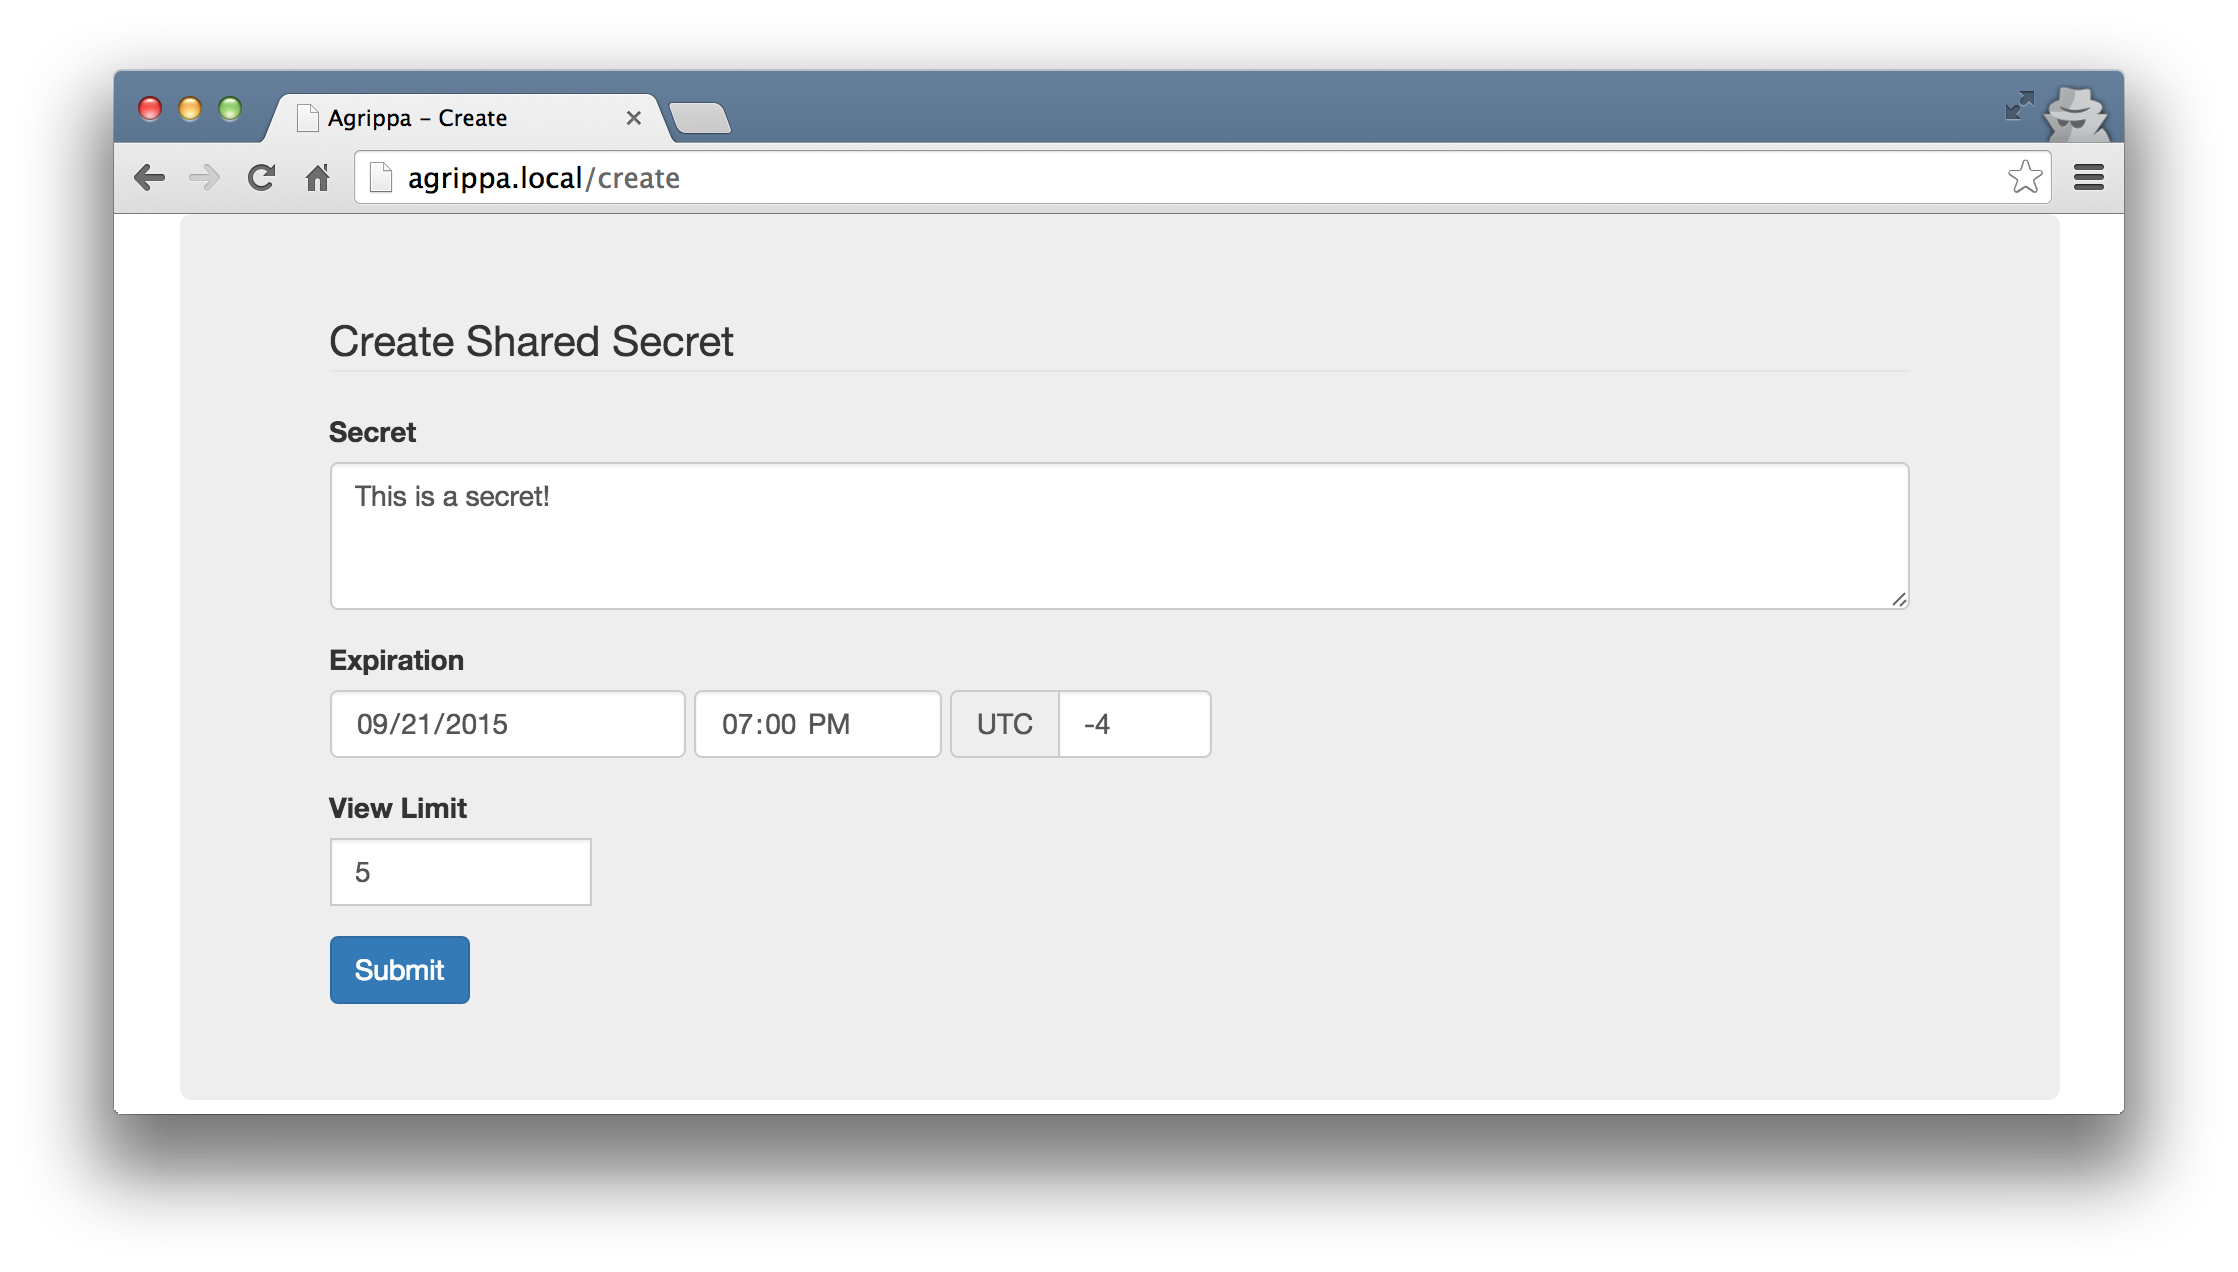 Agrippa – Create
agrippa.local/create
Create Shared Secret
Secret
This is a secret!
Expiration
09/21/2015 07:00 PM UTC -4
View Limit
5
Submit